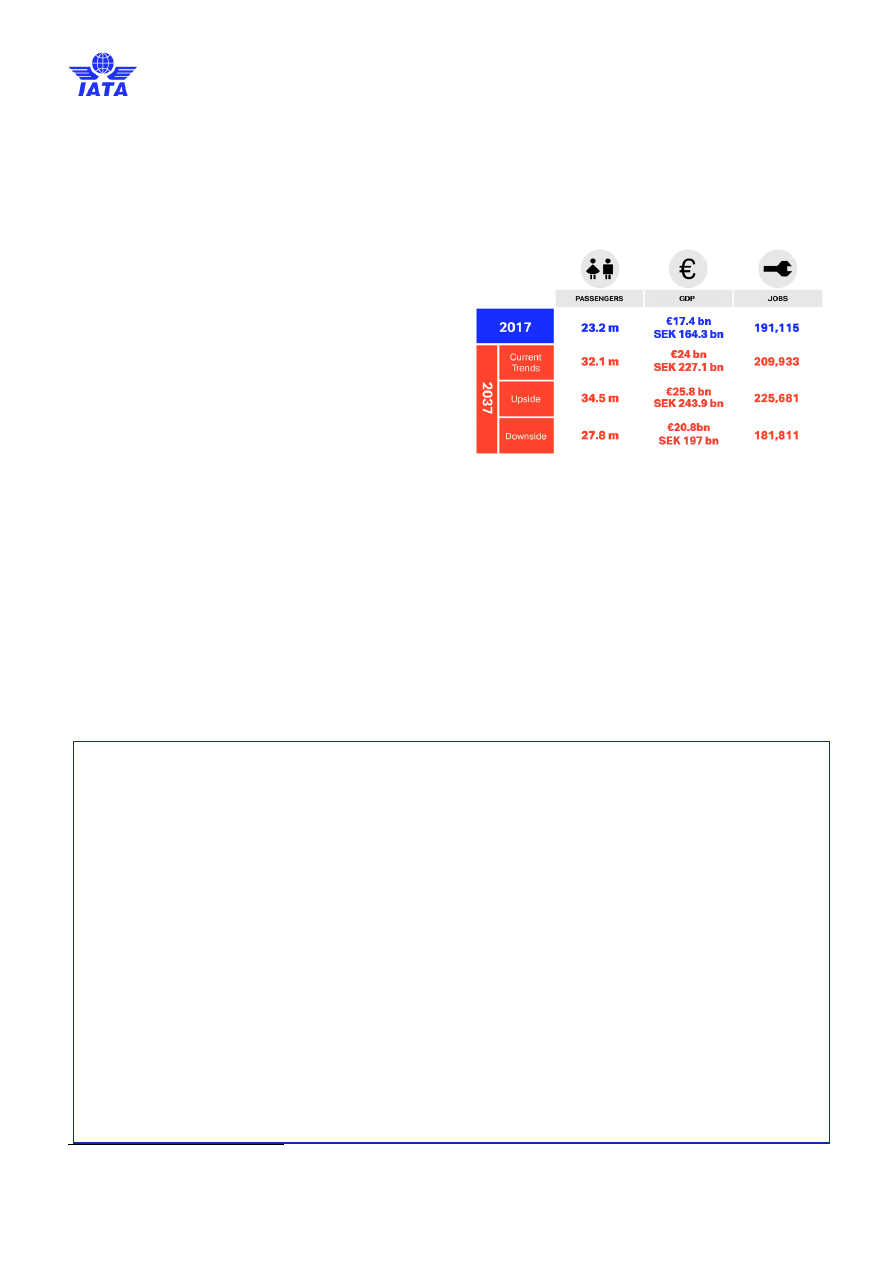 IATA
€
PASSENGERS GDP JOBS
2017 23.2 m €17.4 bn SEK 164.3 bn 191,115
2037
Current Trends 32.1 m €24 bn SEK 227.1 bn 209,933
Upside 34.5 m €25.8 bn SEK 243.9 bn 225,681
Downside 27.8 m €20.8bn SEK 197 bn 181,811